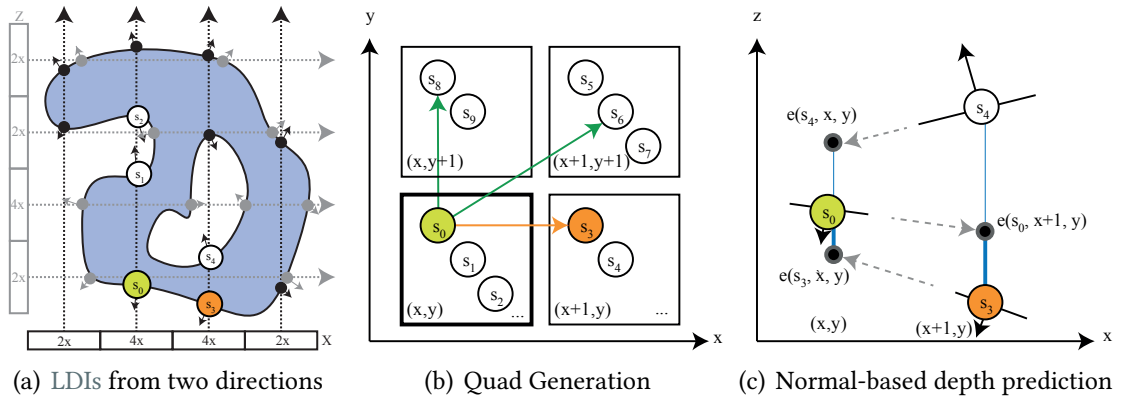 Z
2x
2x
4x
2x
s2
s1
s4
s0
s3
2x
4x
4x
2x
X
(a) LDIs from two directions
y
s8
s9
(x,y+1)
s5
s6
s7
(x+1,y+1)
s0
s1
s2
(x,y)
...
s3
s4
(x+1,y)
...
x
(b) Quad Generation
z
s4
e(s4, x, y)
s0
e(s0, x+1, y)
e(s3, x, y)
s3
(x,y)
(x+1,y)
x
(c) Normal-based depth prediction